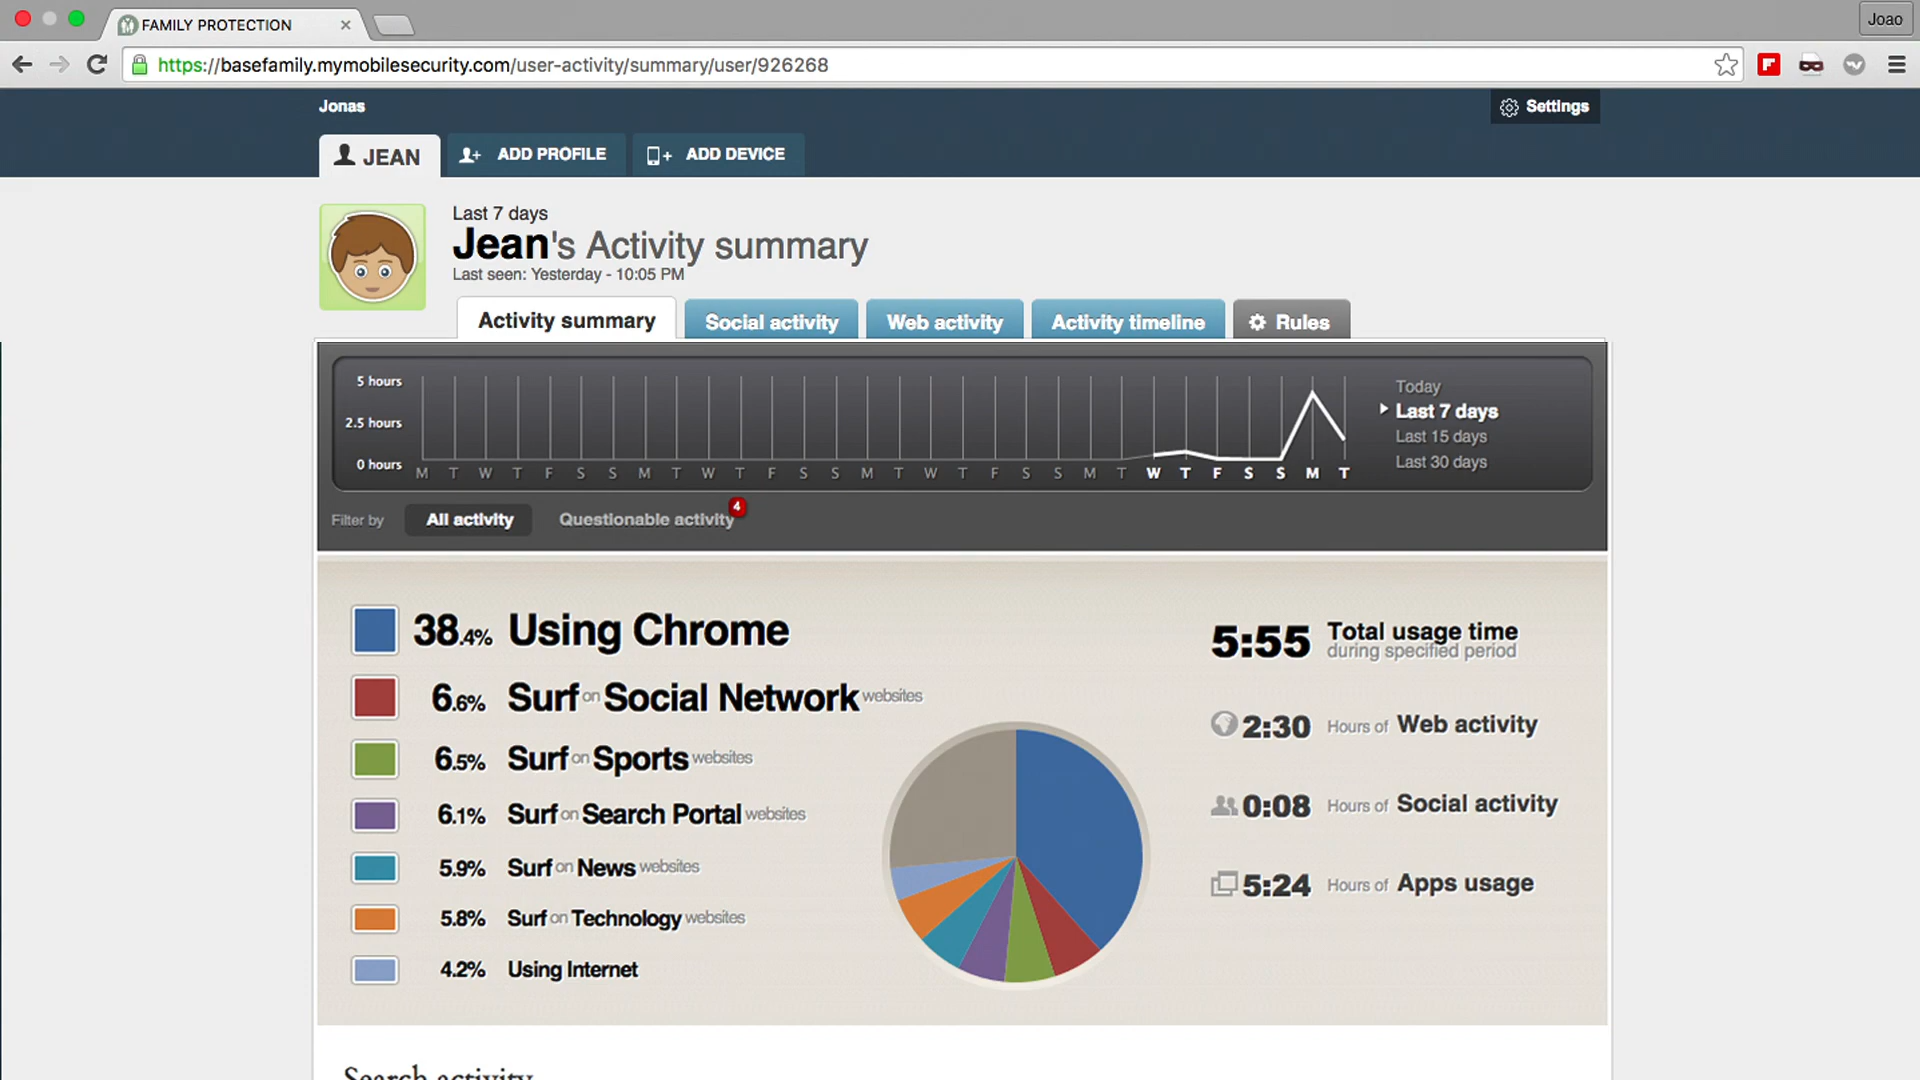 FAMILY PROTECTION
Joao
https://basefamily.mymobilesecurity.com/user-activity/summary/user/926268
Jonas
Settings
JEAN
ADD PROFILE
ADD DEVICE
Last 7 days
Jean's Activity summary
Last seen: Yesterday - 10:05 PM
Activity summary
Social activity
Web activity
Activity timeline
Rules
5 hours
2.5 hours
0 hours
M T W T F S S M T W T F S S M T W T F S S M T W T F S S M T
Today
Last 7 days
Last 15 days
Last 30 days
Filter by
All activity
Questionable activity
4
38.4% Using Chrome
6.6% Surf on Social Network websites
6.5% Surf on Sports websites
6.1% Surf on Search Portal websites
5.9% Surf on News websites
5.8% Surf on Technology websites
4.2% Using Internet
5:55 Total usage time
during specified period
2:30 Hours of Web activity
0:08 Hours of Social activity
5:24 Hours of Apps usage
Search activity